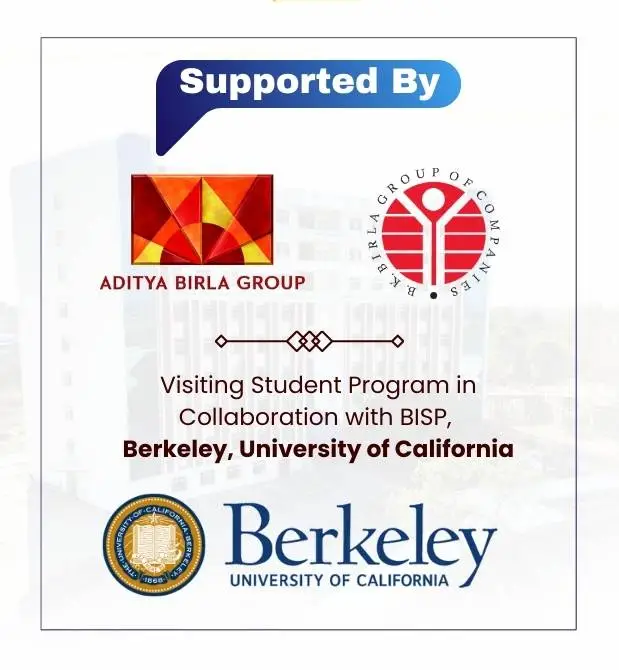 Supported By
ADITYA BIRLA GROUP
B. K. BIRLA GROUP OF COMPANIES
Visiting Student Program in
Collaboration with BISP,
Berkeley, University of California
THE·UNIVERSITY·OF·CALIFORNIA·BERKELEY·
·1868·
Berkeley
UNIVERSITY OF CALIFORNIA